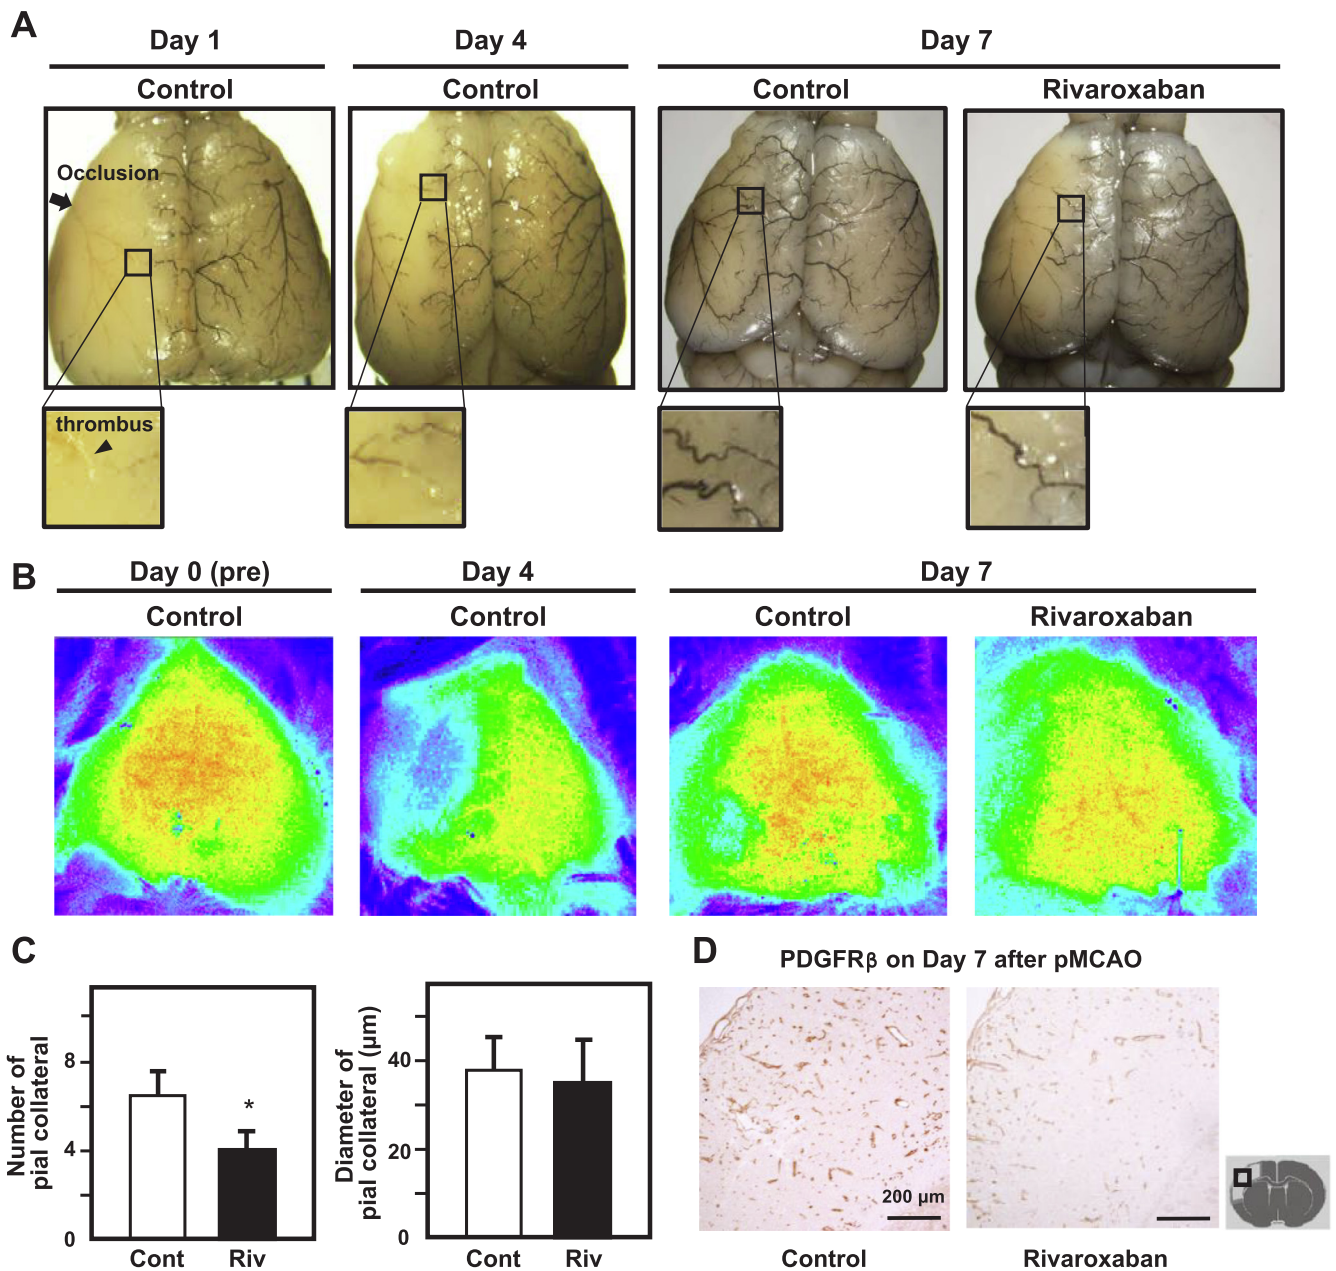 A
Day 1
Day 4
Day 7
Control
Control
Control
Rivaroxaban
Occlusion
thrombus
B
Day 0 (pre)
Day 4
Day 7
Control
Control
Control
Rivaroxaban
C
Number of
pial collateral
8
4
0
*
Cont
Riv
Diameter of
pial collateral (μm)
40
20
0
Cont
Riv
D
PDGFRβ on Day 7 after pMCAO
200 μm
Control
Rivaroxaban